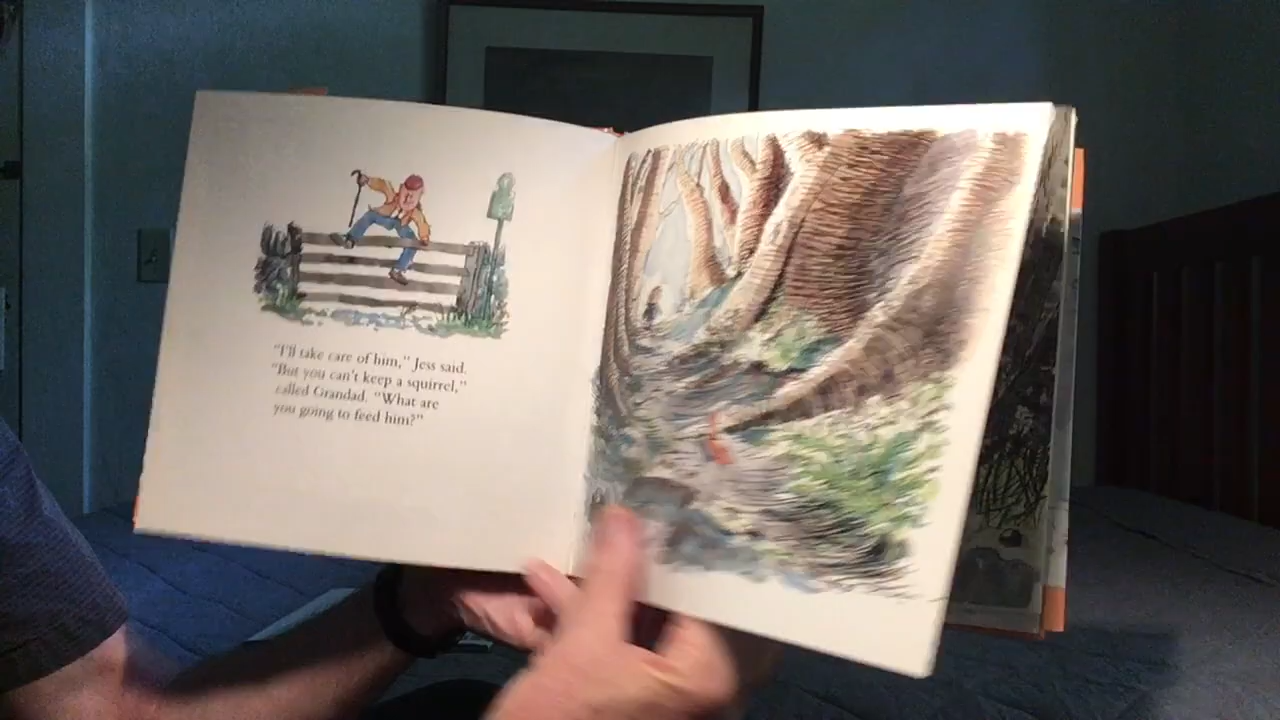 "I'll take care of him," Jess said.
"But you can't keep a squirrel,"
called Grandad. "What are
you going to feed him?"